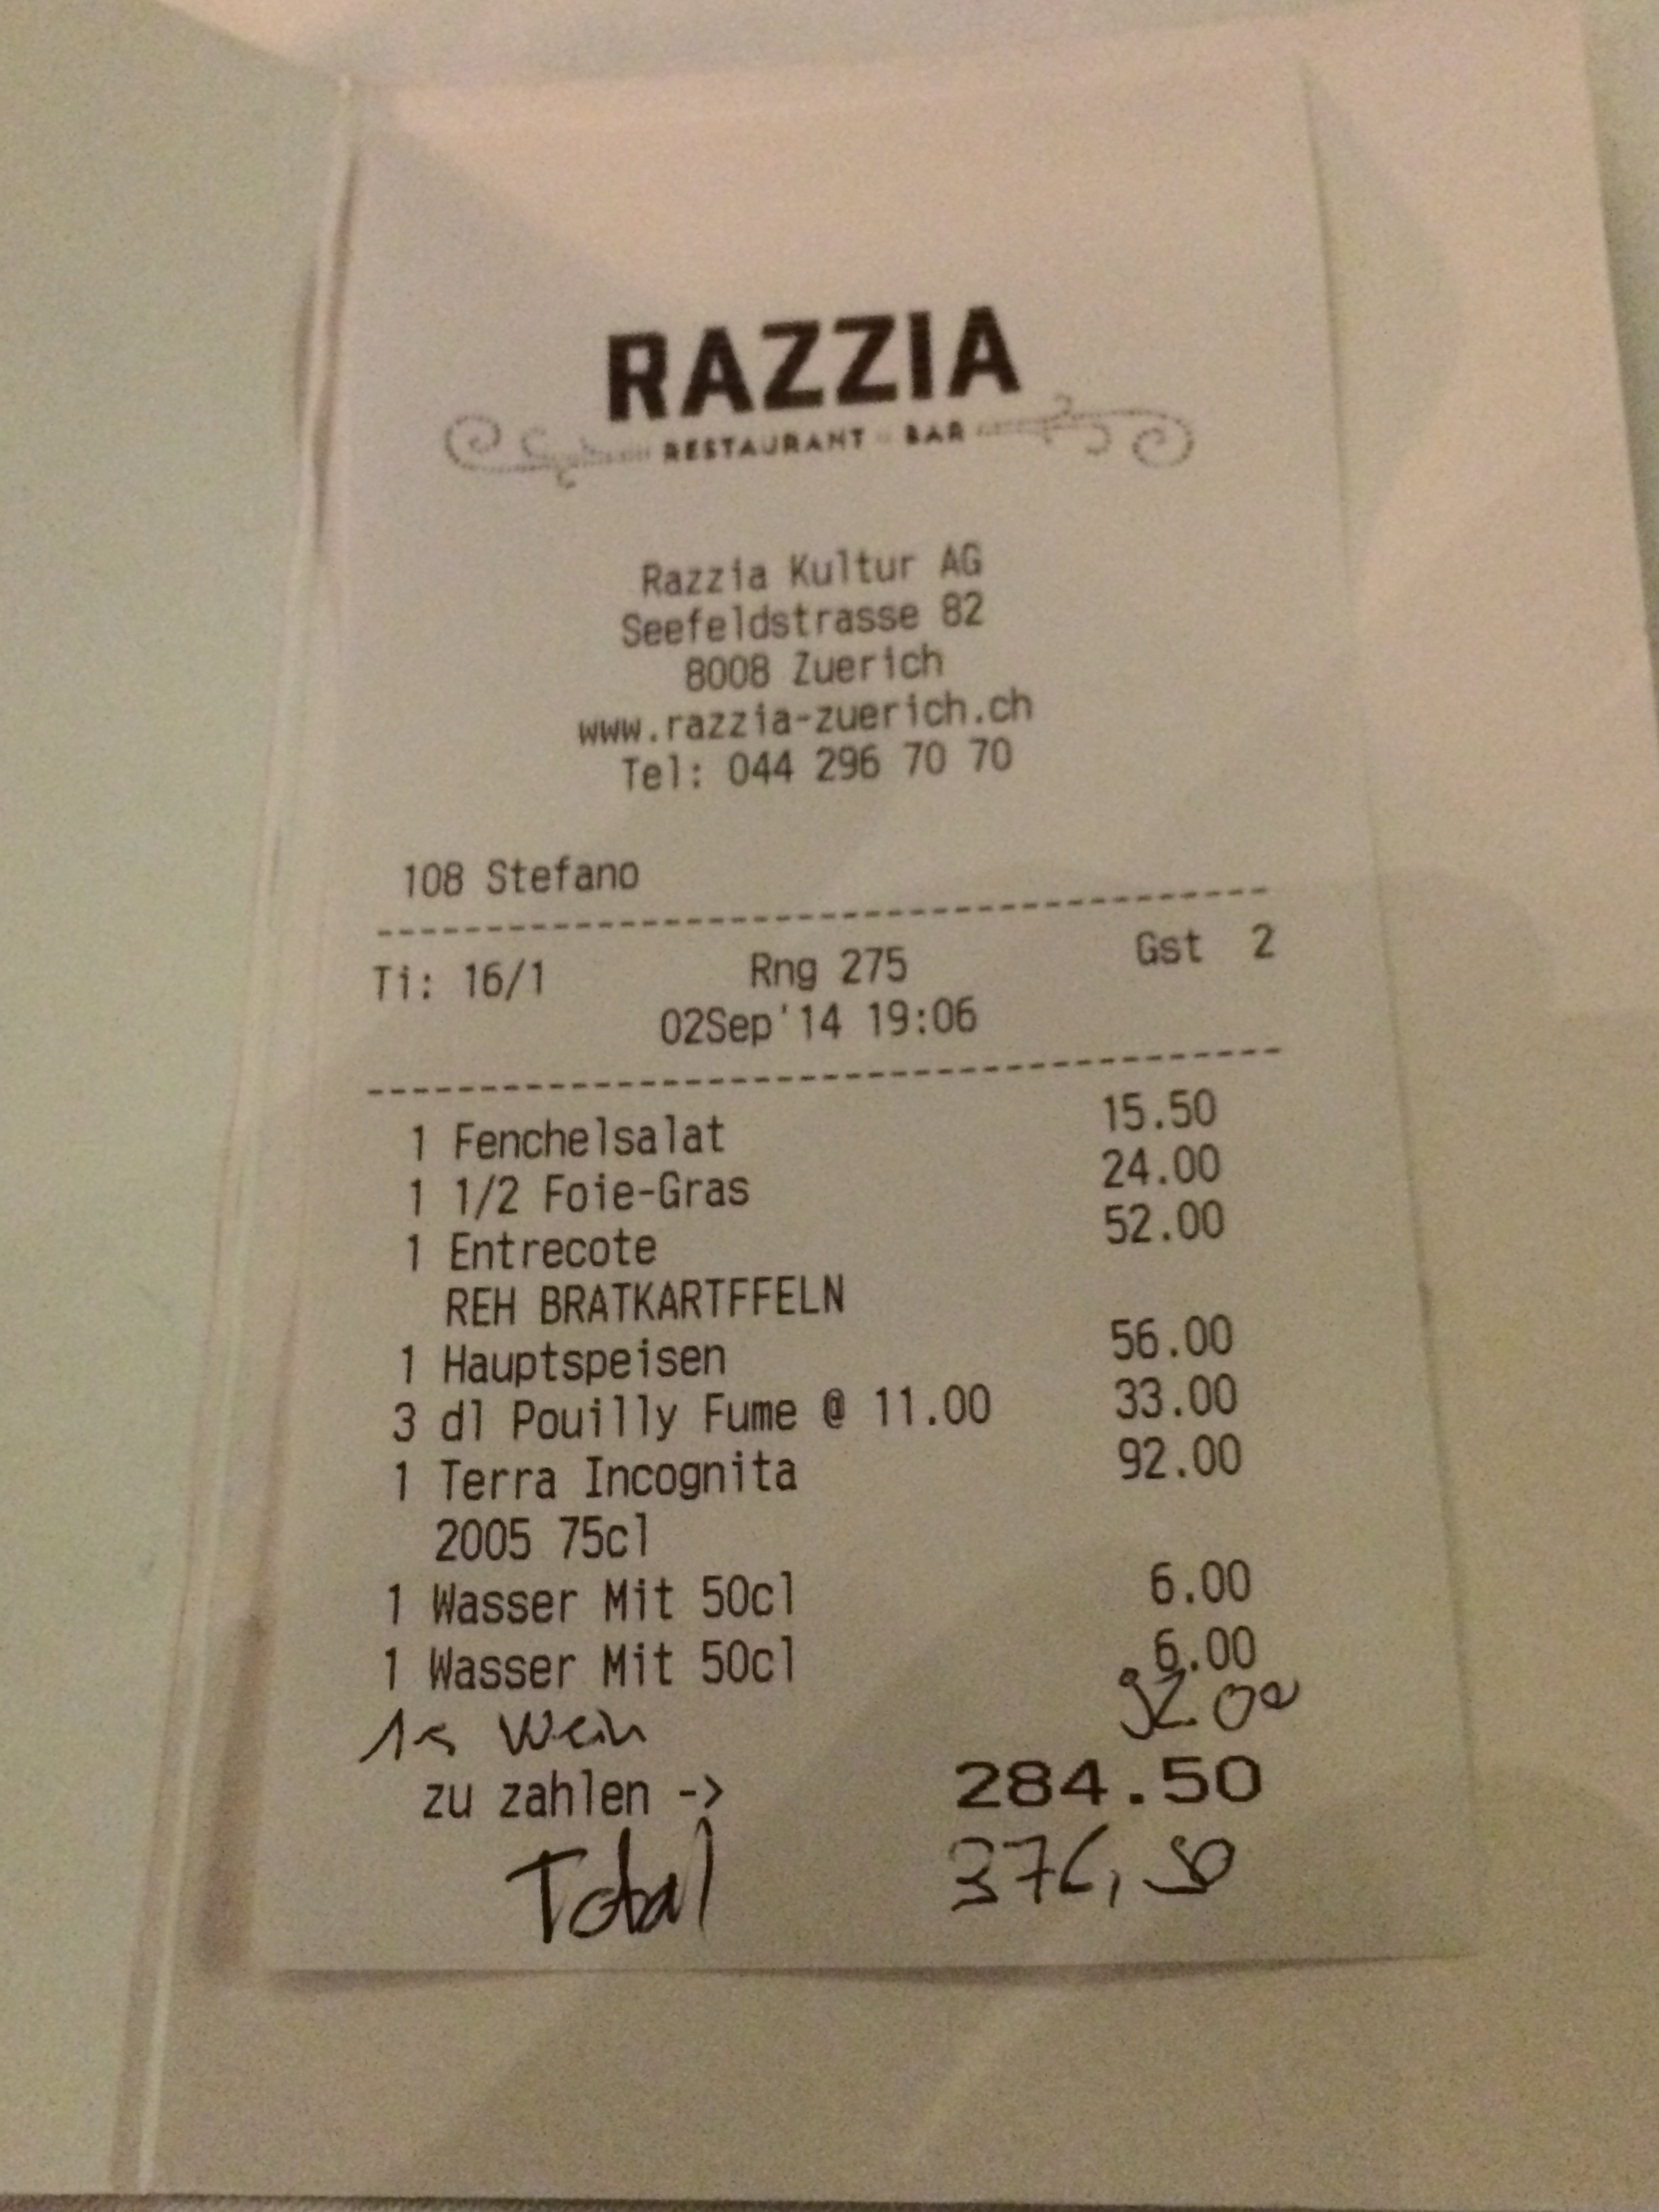 RAZZIA
RESTAURANT BAR
Razzia Kultur AG
Seefeldstrasse 82
8008 Zuerich
www.razzia-zuerich.ch
Tel: 044 296 70 70
108 Stefano
Ti: 16/1 Rng 275 Gst 2
02Sep'14 19:06
1 Fenchelsalat 15.50
1 1/2 Foie-Gras 24.00
1 Entrecote 52.00
REH BRATKARTFFELN
1 Hauptspeisen 56.00
3 dl Pouilly Fume @ 11.00 33.00
1 Terra Incognita 92.00
2005 75cl
1 Wasser Mit 50cl 6.00
1 Wasser Mit 50cl 6.00
1x Wein 92.00
zu zahlen -> 284.50
Total 376,50